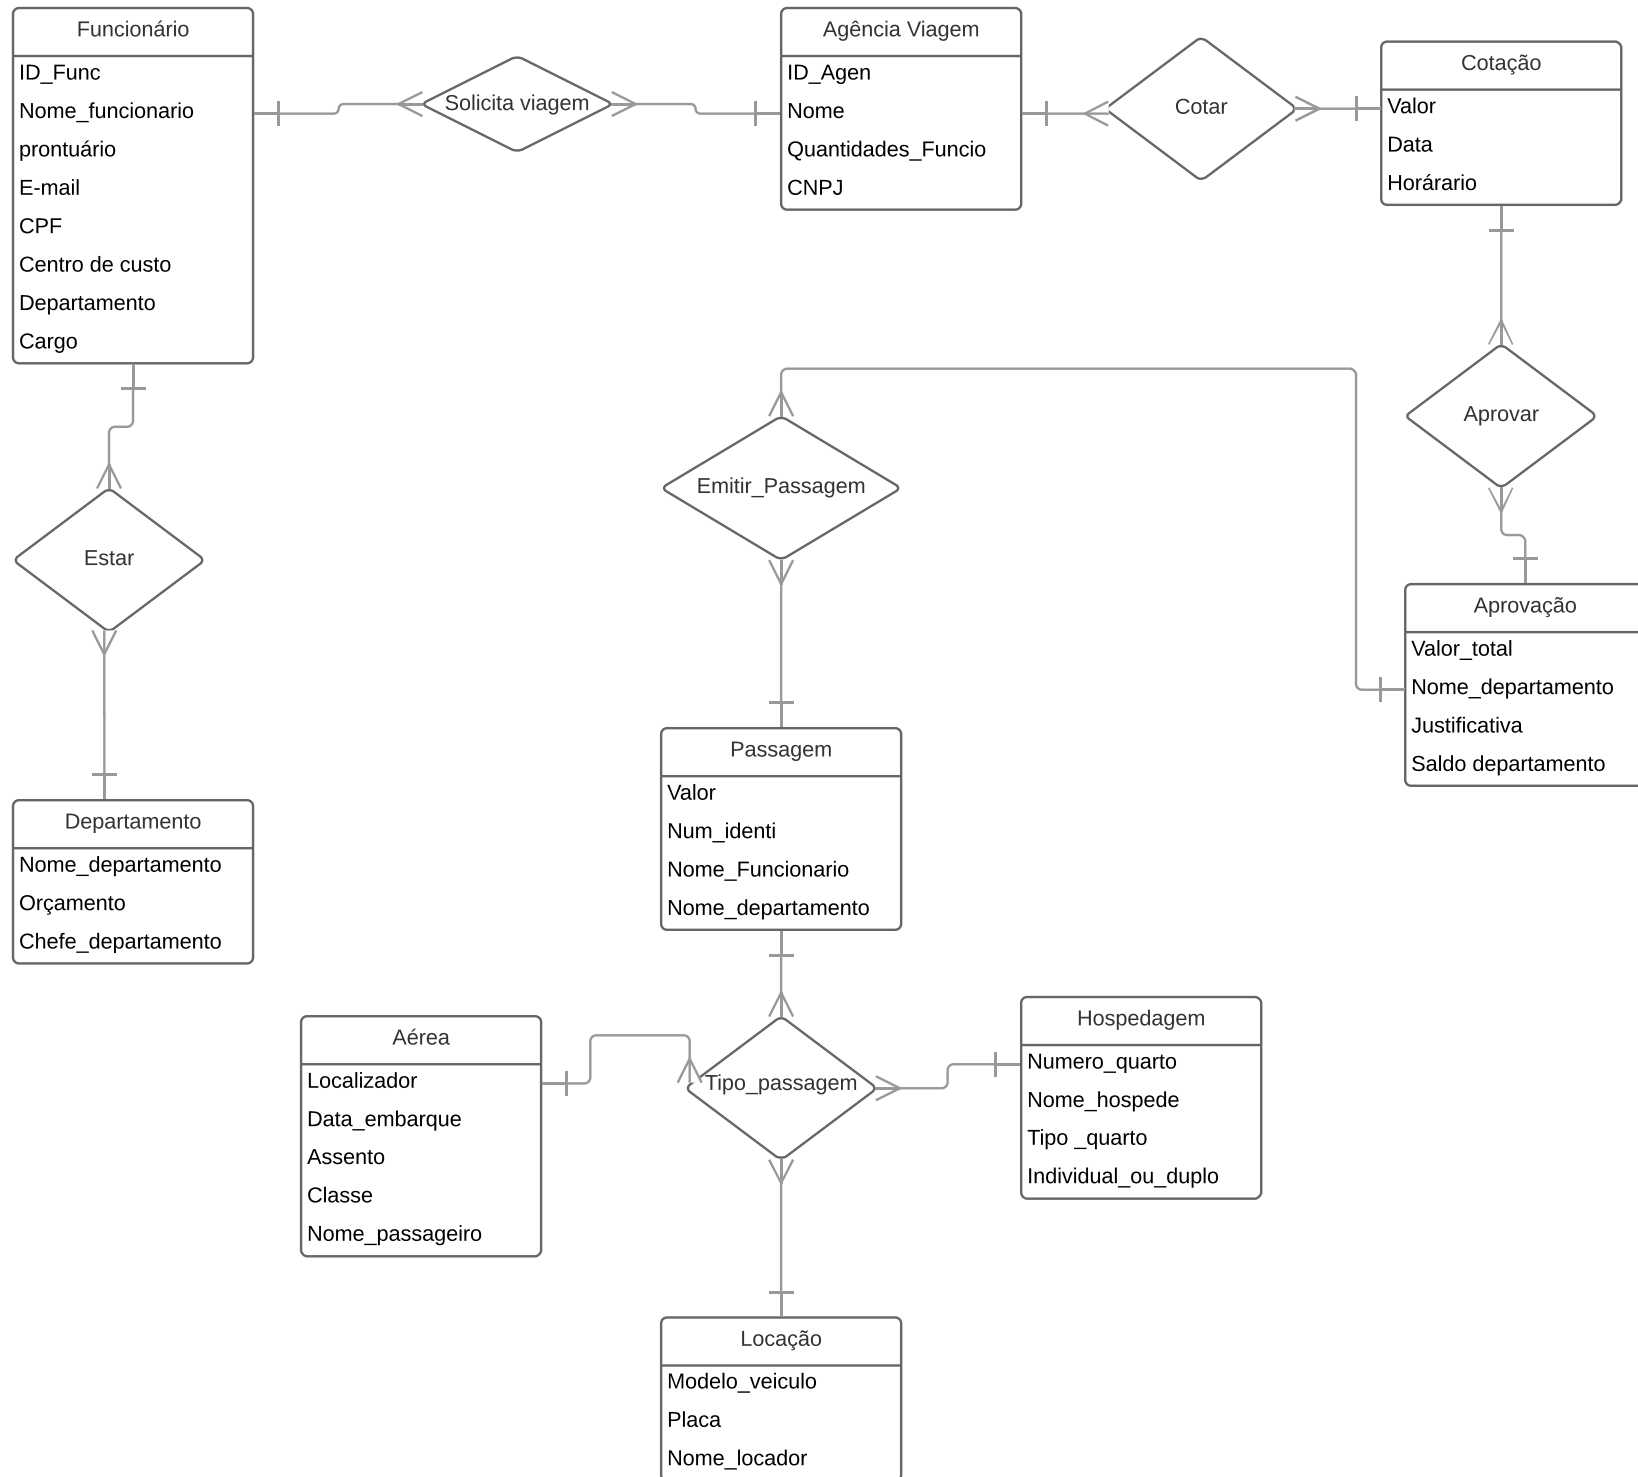 Funcionário
ID_Func
Nome_funcionario
prontuário
E-mail
CPF
Centro de custo
Departamento
Cargo
Solicita viagem
Agência Viagem
ID_Agen
Nome
Quantidades_Funcio
CNPJ
Cotar
Cotação
Valor
Data
Horárario
Aprovar
Emitir_Passagem
Estar
Aprovação
Valor_total
Nome_departamento
Justificativa
Saldo departamento
Passagem
Valor
Num_identi
Nome_Funcionario
Nome_departamento
Departamento
Nome_departamento
Orçamento
Chefe_departamento
Aérea
Localizador
Data_embarque
Assento
Classe
Nome_passageiro
Tipo_passagem
Hospedagem
Numero_quarto
Nome_hospede
Tipo _quarto
Individual_ou_duplo
Locação
Modelo_veiculo
Placa
Nome_locador